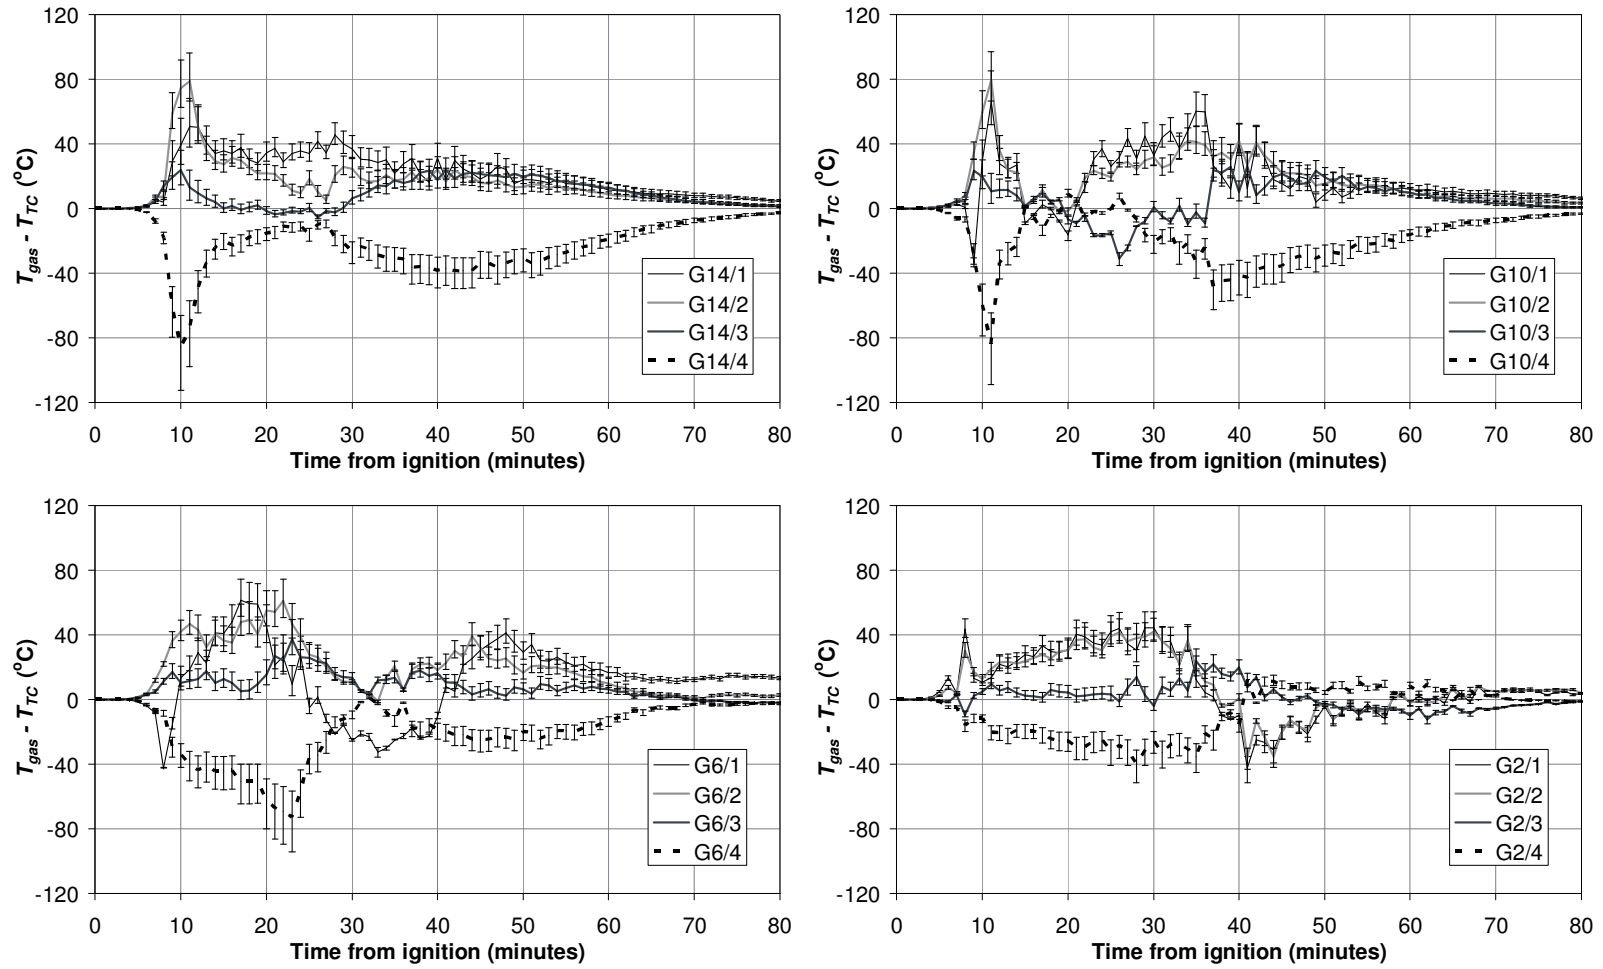 120
80
40
0
-40
-80
-120
T_gas - T_TC (°C)
0 10 20 30 40 50 60 70 80
Time from ignition (minutes)
G14/1
G14/2
G14/3
G14/4
120
80
40
0
-40
-80
-120
T_gas - T_TC (°C)
0 10 20 30 40 50 60 70 80
Time from ignition (minutes)
G10/1
G10/2
G10/3
G10/4
120
80
40
0
-40
-80
-120
T_gas - T_TC (°C)
0 10 20 30 40 50 60 70 80
Time from ignition (minutes)
G6/1
G6/2
G6/3
G6/4
120
80
40
0
-40
-80
-120
T_gas - T_TC (°C)
0 10 20 30 40 50 60 70 80
Time from ignition (minutes)
G2/1
G2/2
G2/3
G2/4